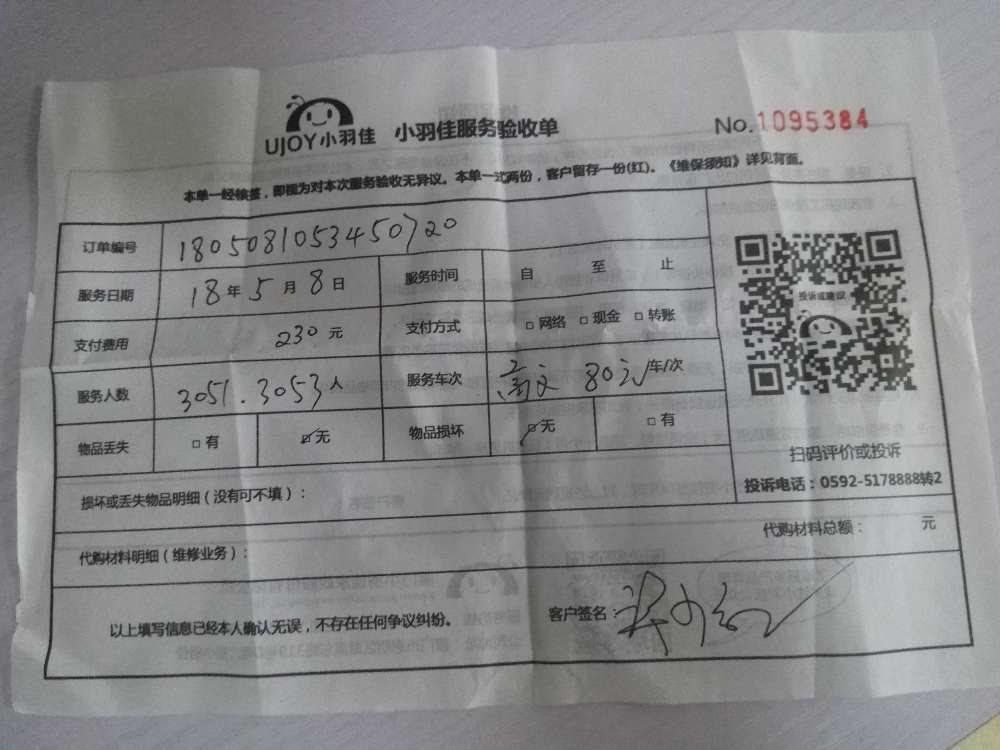 UJOY小羽佳 小羽佳服务验收单 No.1095384
本单一经核签，即视为对本次服务验收无异议。本单一式两份，客户留存一份(红)。《维保须知》详见背面。
订单编号 1805081053450720
服务日期 18年5月8日 服务时间 自 至 止
支付费用 230元 支付方式 □网络 □现金 □转账
服务人数 3051.3053人 服务车次 80元/车/次
物品丢失 □有 ☑无 物品损坏 ☑无 □有
投诉或建议
扫码评价或投诉
投诉电话：0592-5178888转2
损坏或丢失物品明细（没有可不填）：
代购材料明细（维修业务）： 代购材料总额： 元
以上填写信息已经本人确认无误，不存在任何争议纠纷。 客户签名：